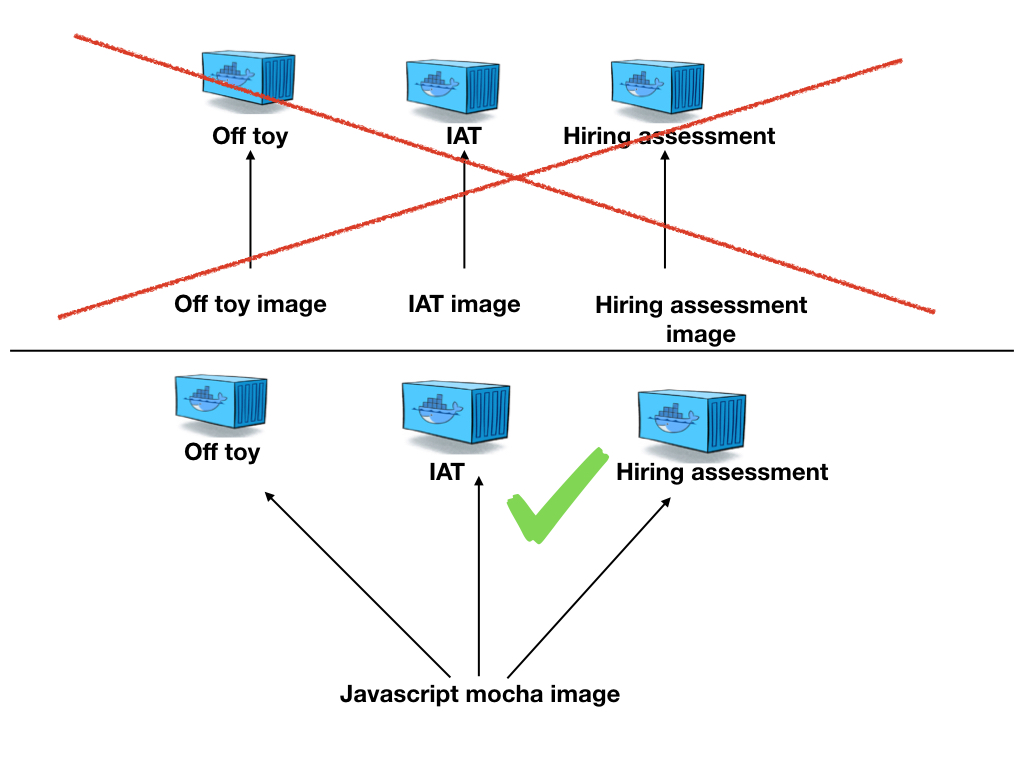 Off toy
IAT
Hiring assessment
Off toy image
IAT image
Hiring assessment
image
Off toy
IAT
Hiring assessment
Javascript mocha image